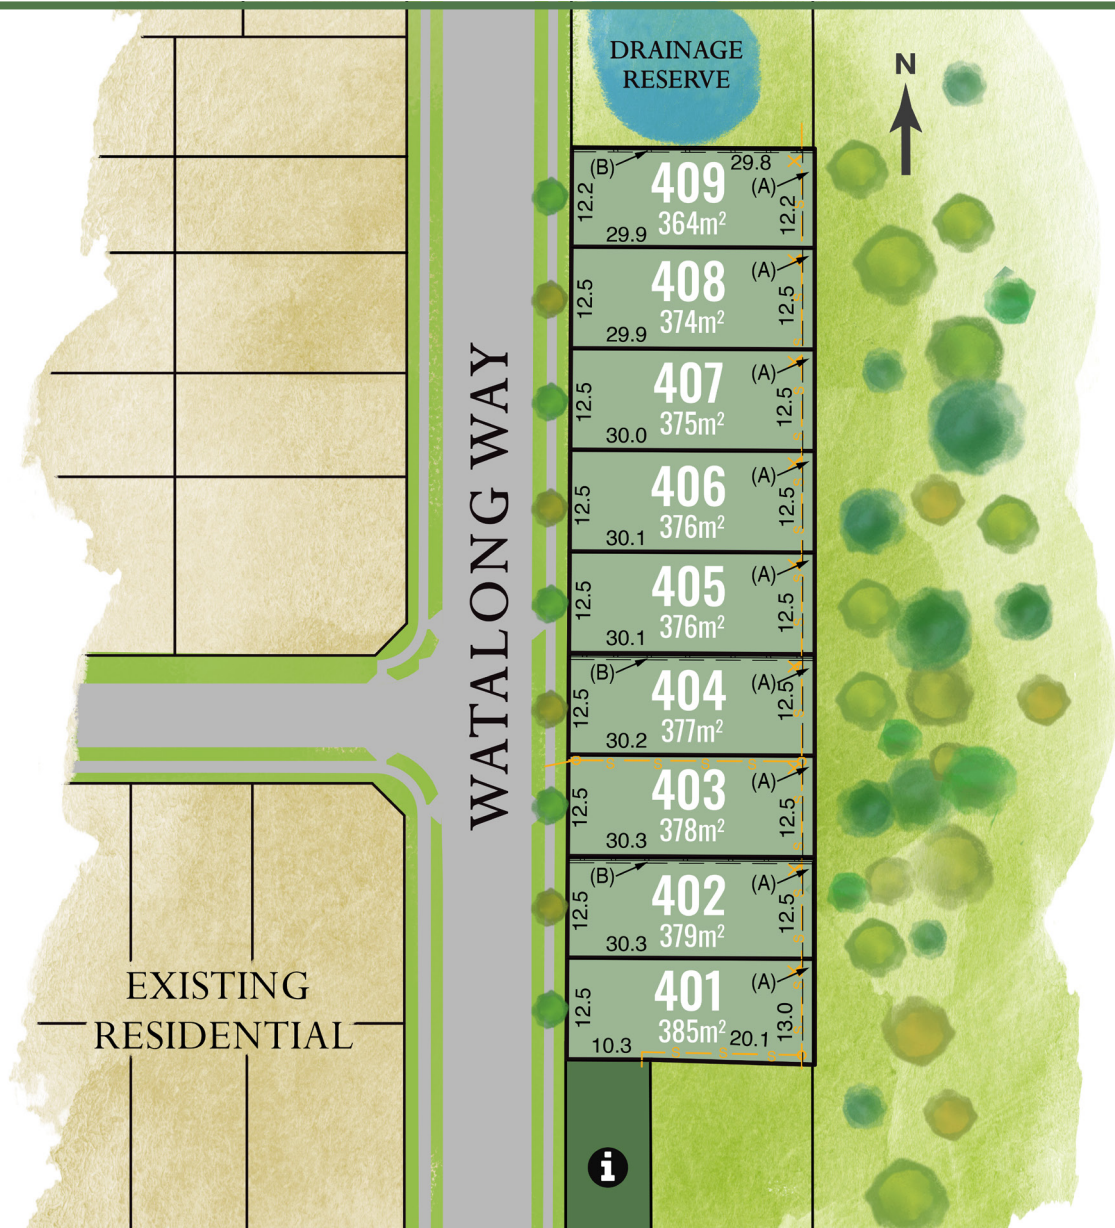 DRAINAGE
RESERVE
N
(B)
29.8
409
(A)
12.2
364m²
12.2
29.9
408
(A)
12.5
374m²
12.5
29.9
407
(A)
12.5
375m²
12.5
30.0
406
(A)
12.5
376m²
12.5
30.1
405
(A)
12.5
376m²
12.5
30.1
(B)
404
(A)
12.5
377m²
12.5
30.2
S S S S
403
(A)
12.5
378m²
12.5
30.3
(B)
402
(A)
12.5
379m²
12.5
30.3
401
(A)
12.5
385m²
13.0
10.3
20.1
S S S
WATALONG WAY
EXISTING
RESIDENTIAL
i